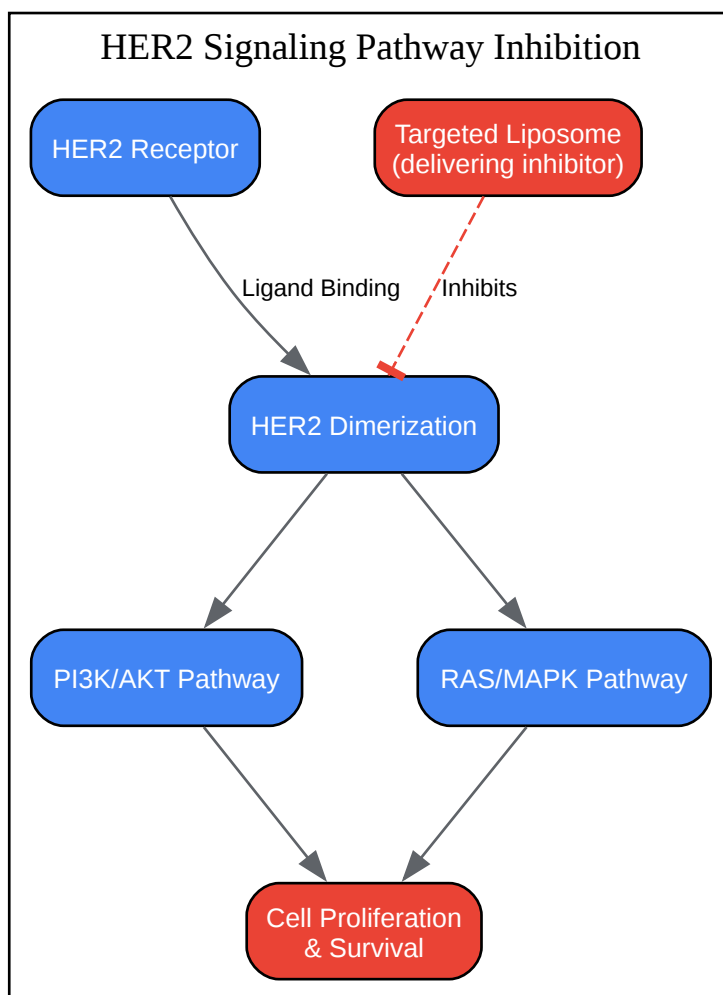 HER2 Signaling Pathway Inhibition
HER2 Receptor
Targeted Liposome
(delivering inhibitor)
Ligand Binding
Inhibits
HER2 Dimerization
PI3K/AKT Pathway
RAS/MAPK Pathway
Cell Proliferation
& Survival